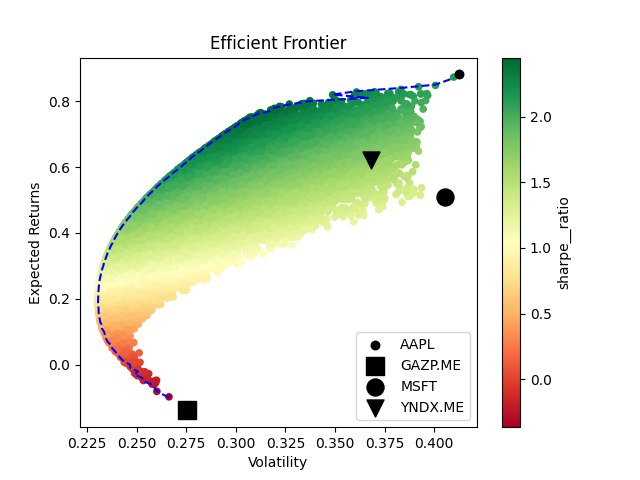 Efficient Frontier
Expected Returns
0.8
0.6
0.4
0.2
0.0
0.225 0.250 0.275 0.300 0.325 0.350 0.375 0.400
Volatility
AAPL
GAZP.ME
MSFT
YNDX.ME
2.0
1.5
1.0
0.5
0.0
sharpe__ratio